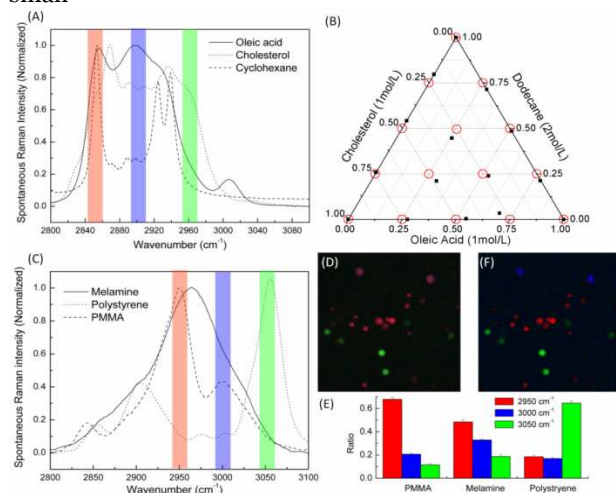 small
(A)
Spontaneous Raman Intensity (Normalized)
1.0
0.8
0.6
0.4
0.2
0.0
Oleic acid
Cholesterol
Cyclohexane
2800 2840 2880 2920 2960 3000 3040 3080
Wavenumber (cm⁻¹)
(B)
Cholesterol (1mol/L)
Dodecane (2mol/L)
0.00 1.00
0.25 0.75
0.50 0.50
0.75 0.25
1.00 0.00
0.00 0.25 0.50 0.75 1.00
Oleic Acid (1mol/L)
(C)
Spontaneous Raman intensity (Normalized)
1.0
0.8
0.6
0.4
0.2
0.0
Melamine
Polystyrene
PMMA
2800 2850 2900 2950 3000 3050 3100
Wavenumber (cm⁻¹)
(D)
(F)
(E)
Ratio
0.6
0.4
0.2
0.0
2950 cm⁻¹
3000 cm⁻¹
3050 cm⁻¹
PMMA Melamine Polystyrene